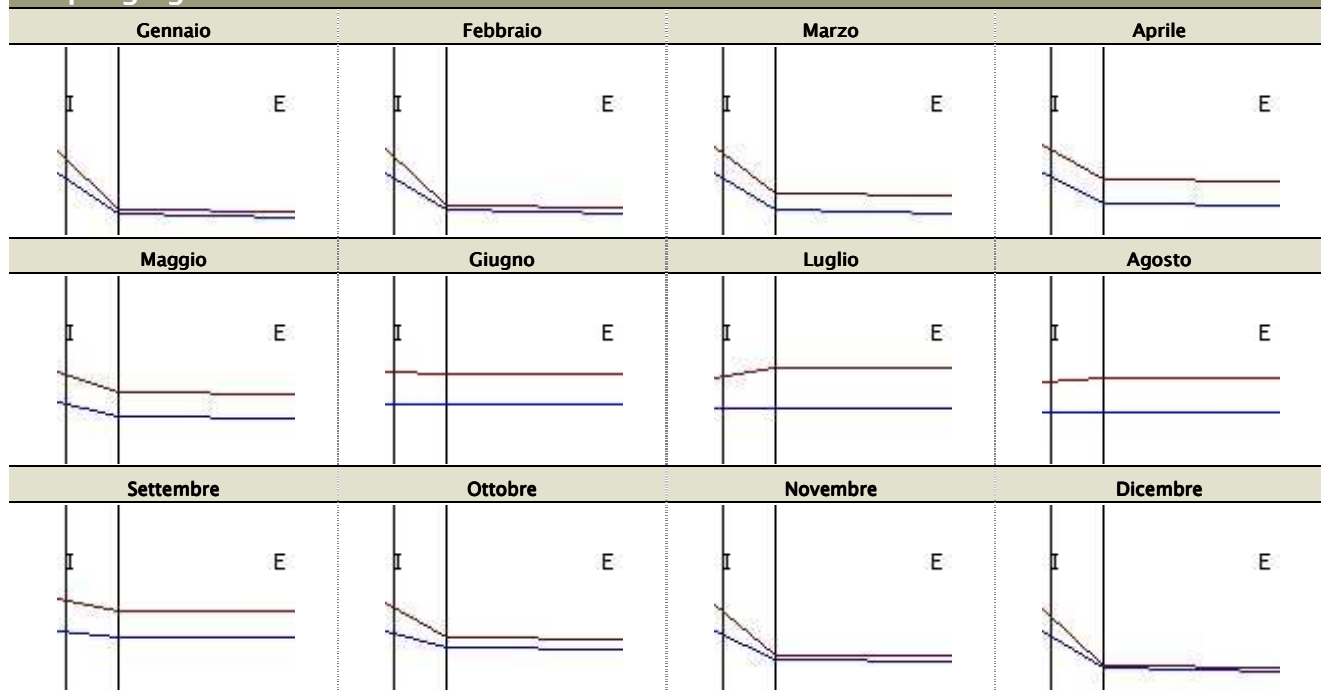 Gennaio Febbraio Marzo Aprile
I E I E I E I E
Maggio Giugno Luglio Agosto
I E I E I E I E
Settembre Ottobre Novembre Dicembre
I E I E I E I E